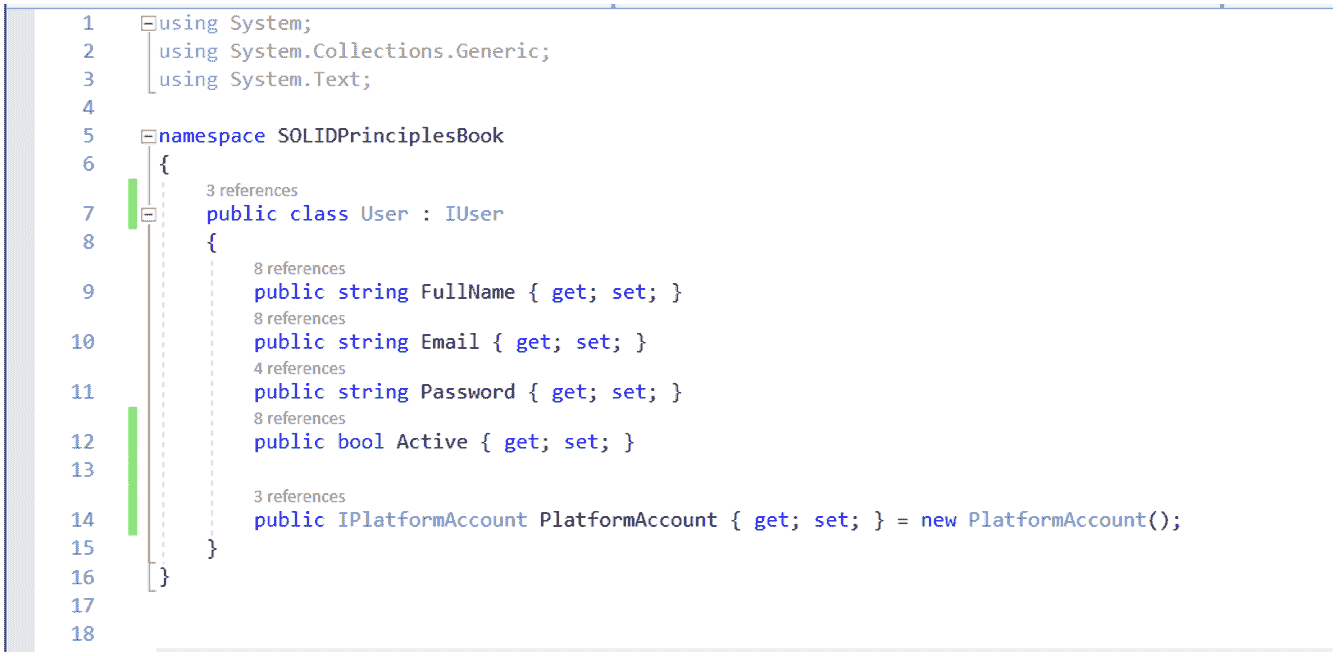 1 using System;
2 using System.Collections.Generic;
3 using System.Text;
4
5 namespace SOLIDPrinciplesBook
6 {
3 references
7 public class User : IUser
8 {
8 references
9 public string FullName { get; set; }
8 references
10 public string Email { get; set; }
4 references
11 public string Password { get; set; }
8 references
12 public bool Active { get; set; }
13
3 references
14 public IPlatformAccount PlatformAccount { get; set; } = new PlatformAccount();
15 }
16 }
17
18